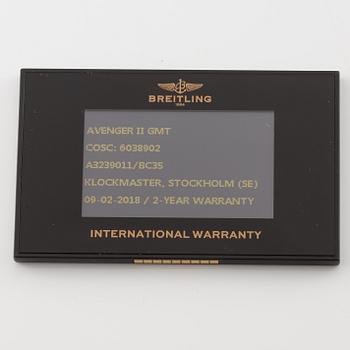 BREITLING
1884
AVENGER II GMT
COSC: 6038902
A3239011/BC35
KLOCKMASTER, STOCKHOLM (SE)
09-02-2018 / 2-YEAR WARRANTY
INTERNATIONAL WARRANTY